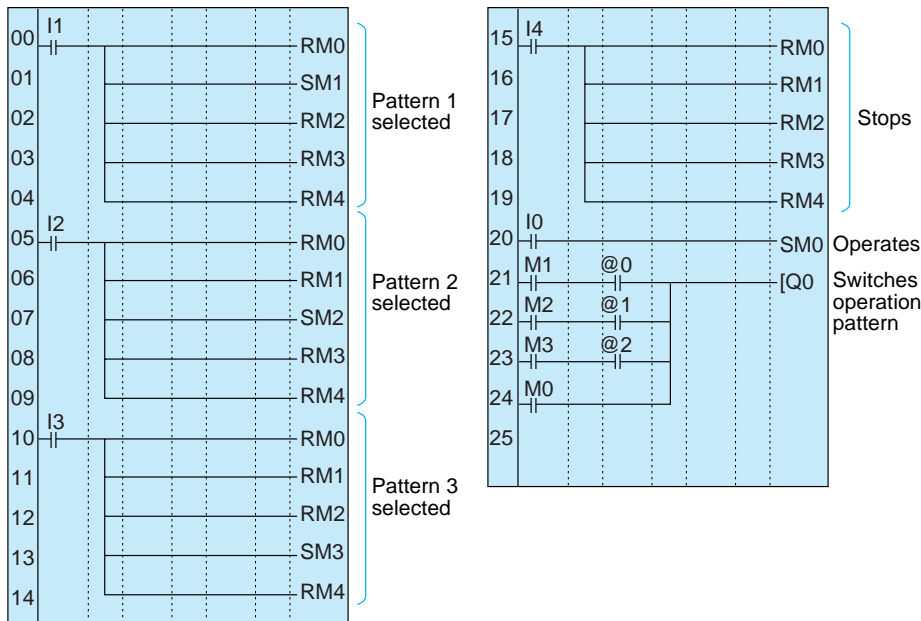 I1
00 RM0
01 SM1
02 RM2
03 RM3
04 RM4
Pattern 1
selected
I2
05 RM0
06 RM1
07 SM2
08 RM3
09 RM4
Pattern 2
selected
I3
10 RM0
11 RM1
12 RM2
13 SM3
14 RM4
Pattern 3
selected
I4
15 RM0
16 RM1
17 RM2
18 RM3
19 RM4
Stops
I0
20 SM0 Operates
M1 @0
21 [Q0 Switches
operation
pattern
M2 @1
22
M3 @2
23
M0
24
25